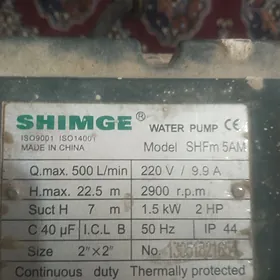 SHIMGE® WATER PUMP CE
ISO9001 ISO14001
MADE IN CHINA Model SHFm 5AM
Q.max. 500 L/min 220 V / 9.9 A
H.max. 22.5 m 2900 r.p.m
Suct H 7 m 1.5 kW 2 HP
C 40 µF I.C.L B 50 Hz IP 44
Size 2"×2" No.
Continuous duty Thermally protected